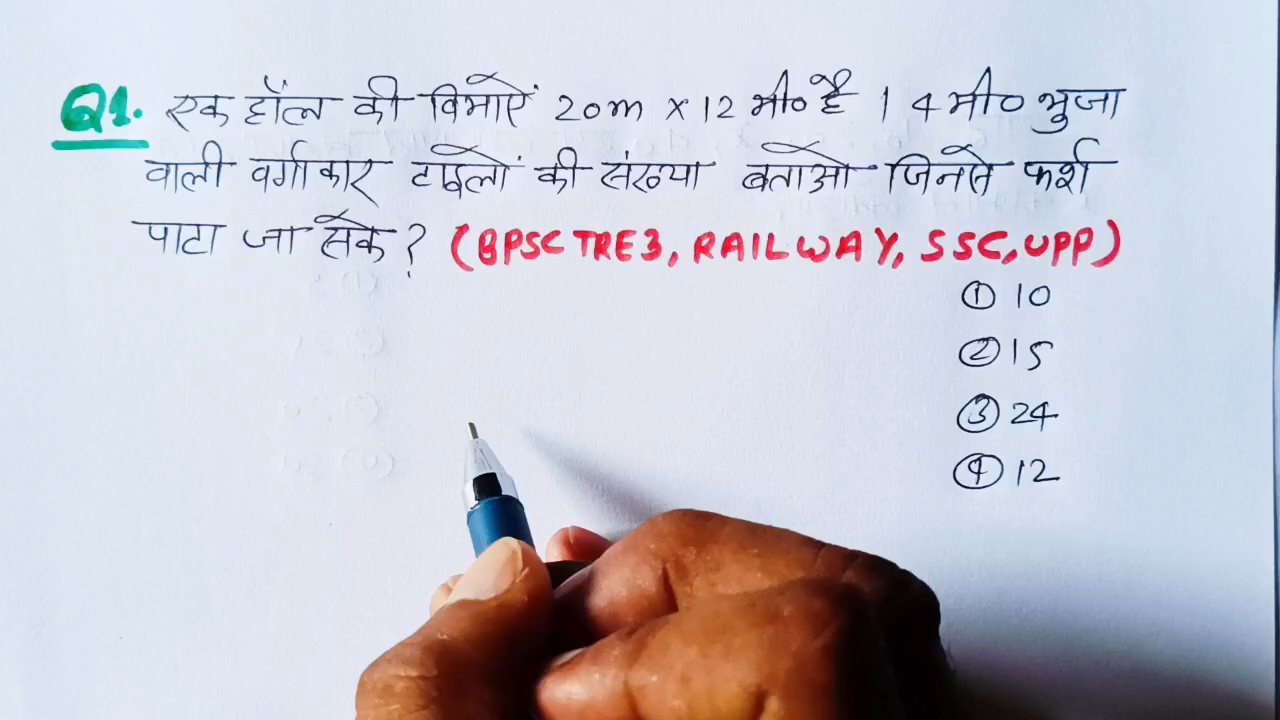 Q1. एक हॉल की विमाऐं 20m x 12 मी० है । 4 मी० भुजा
वाली वर्गाकार टाईलों की संख्या बताओ जिनसे फर्श
पाटा जा सके ? (BPSC TRE3, RAILWAY, SSC, UPP)
① 10
② 15
③ 24
④ 12